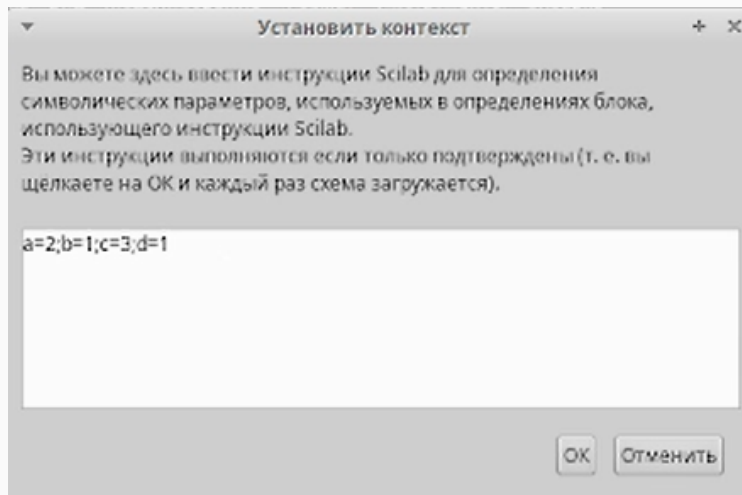 Установить контекст
Вы можете здесь ввести инструкции Scilab для определения
символических параметров, используемых в определениях блока,
использующего инструкции Scilab.
Эти инструкции выполняются если только подтверждены (т. е. вы
щёлкаете на ОК и каждый раз схема загружается).
a=2;b=1;c=3;d=1
ОК Отменить